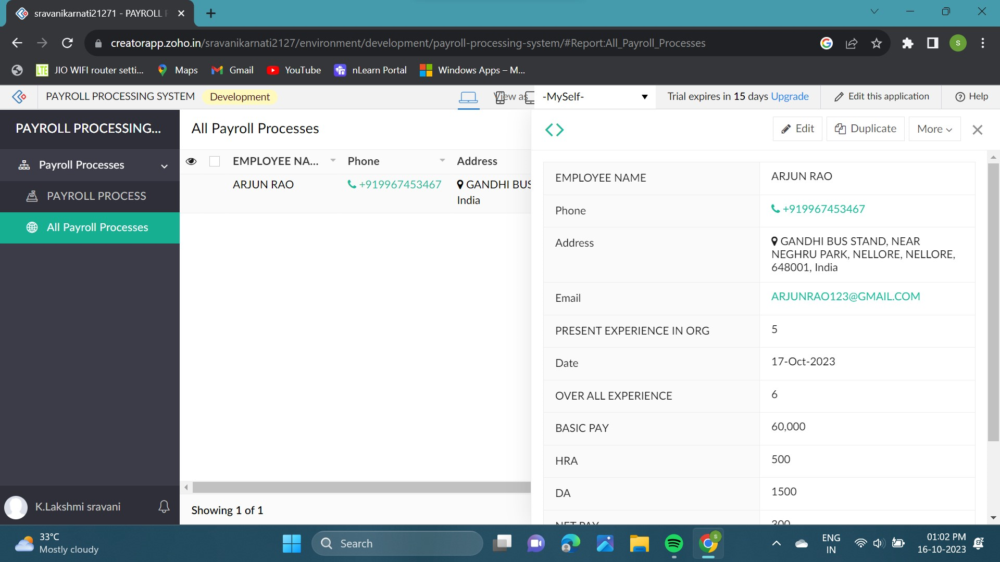 sravanikarnati21271 - PAYROLL
creatorapp.zoho.in/sravanikarnati2127/environment/development/payroll-processing-system/#Report:All_Payroll_Processes
S
LTE JIO WIFI router setti... Maps Gmail YouTube nLearn Portal Windows Apps – M...
PAYROLL PROCESSING SYSTEM Development View as -MySelf- Trial expires in 15 days Upgrade Edit this application Help
PAYROLL PROCESSING...
Payroll Processes
PAYROLL PROCESS
All Payroll Processes
K.Lakshmi sravani
All Payroll Processes
EMPLOYEE NA... Phone Address
ARJUN RAO +919967453467 GANDHI BUS
India
Showing 1 of 1
Edit Duplicate More
EMPLOYEE NAME ARJUN RAO
Phone +919967453467
Address GANDHI BUS STAND, NEAR
NEGHRU PARK, NELLORE, NELLORE,
648001, India
Email ARJUNRAO123@GMAIL.COM
PRESENT EXPERIENCE IN ORG 5
Date 17-Oct-2023
OVER ALL EXPERIENCE 6
BASIC PAY 60,000
HRA 500
DA 1500
NET PAY 300
33°C
Mostly cloudy
Search
ENG
IN
01:02 PM
16-10-2023